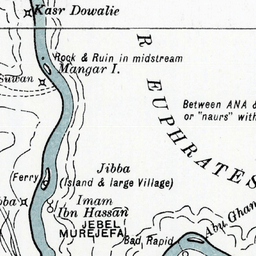 Kasr Dowalie
Rock & Ruin in midstream
Mangar I.
Suwan
R EUPHRATES
Between ANA &
or "naurs" with
Jibba
(Island & large Village)
Ferry
Imam
Ibn Hassān
JEBEL
MUREJEFA
Bad Rapid
Abu Ghan